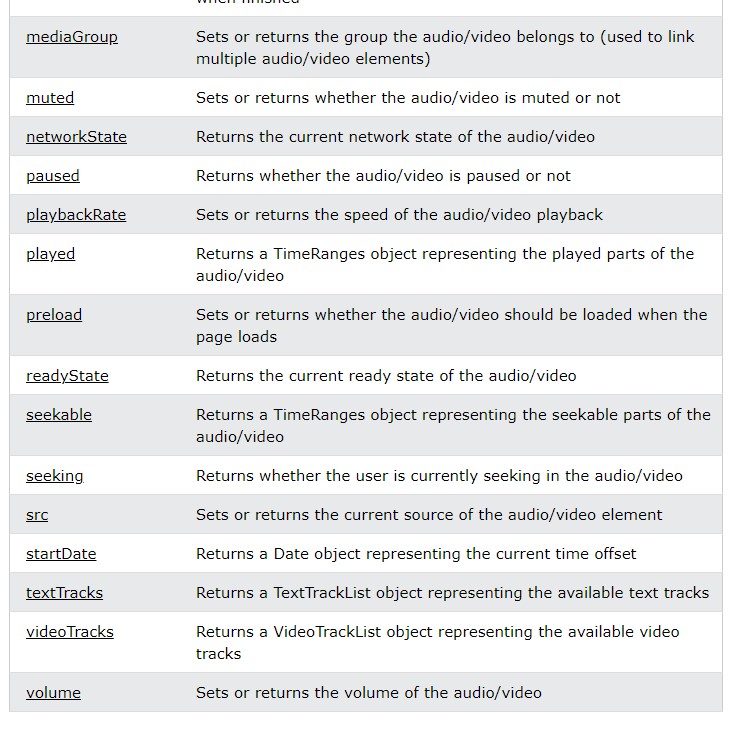 when finished
mediaGroup Sets or returns the group the audio/video belongs to (used to link
multiple audio/video elements)
muted Sets or returns whether the audio/video is muted or not
networkState Returns the current network state of the audio/video
paused Returns whether the audio/video is paused or not
playbackRate Sets or returns the speed of the audio/video playback
played Returns a TimeRanges object representing the played parts of the
audio/video
preload Sets or returns whether the audio/video should be loaded when the
page loads
readyState Returns the current ready state of the audio/video
seekable Returns a TimeRanges object representing the seekable parts of the
audio/video
seeking Returns whether the user is currently seeking in the audio/video
src Sets or returns the current source of the audio/video element
startDate Returns a Date object representing the current time offset
textTracks Returns a TextTrackList object representing the available text tracks
videoTracks Returns a VideoTrackList object representing the available video
tracks
volume Sets or returns the volume of the audio/video